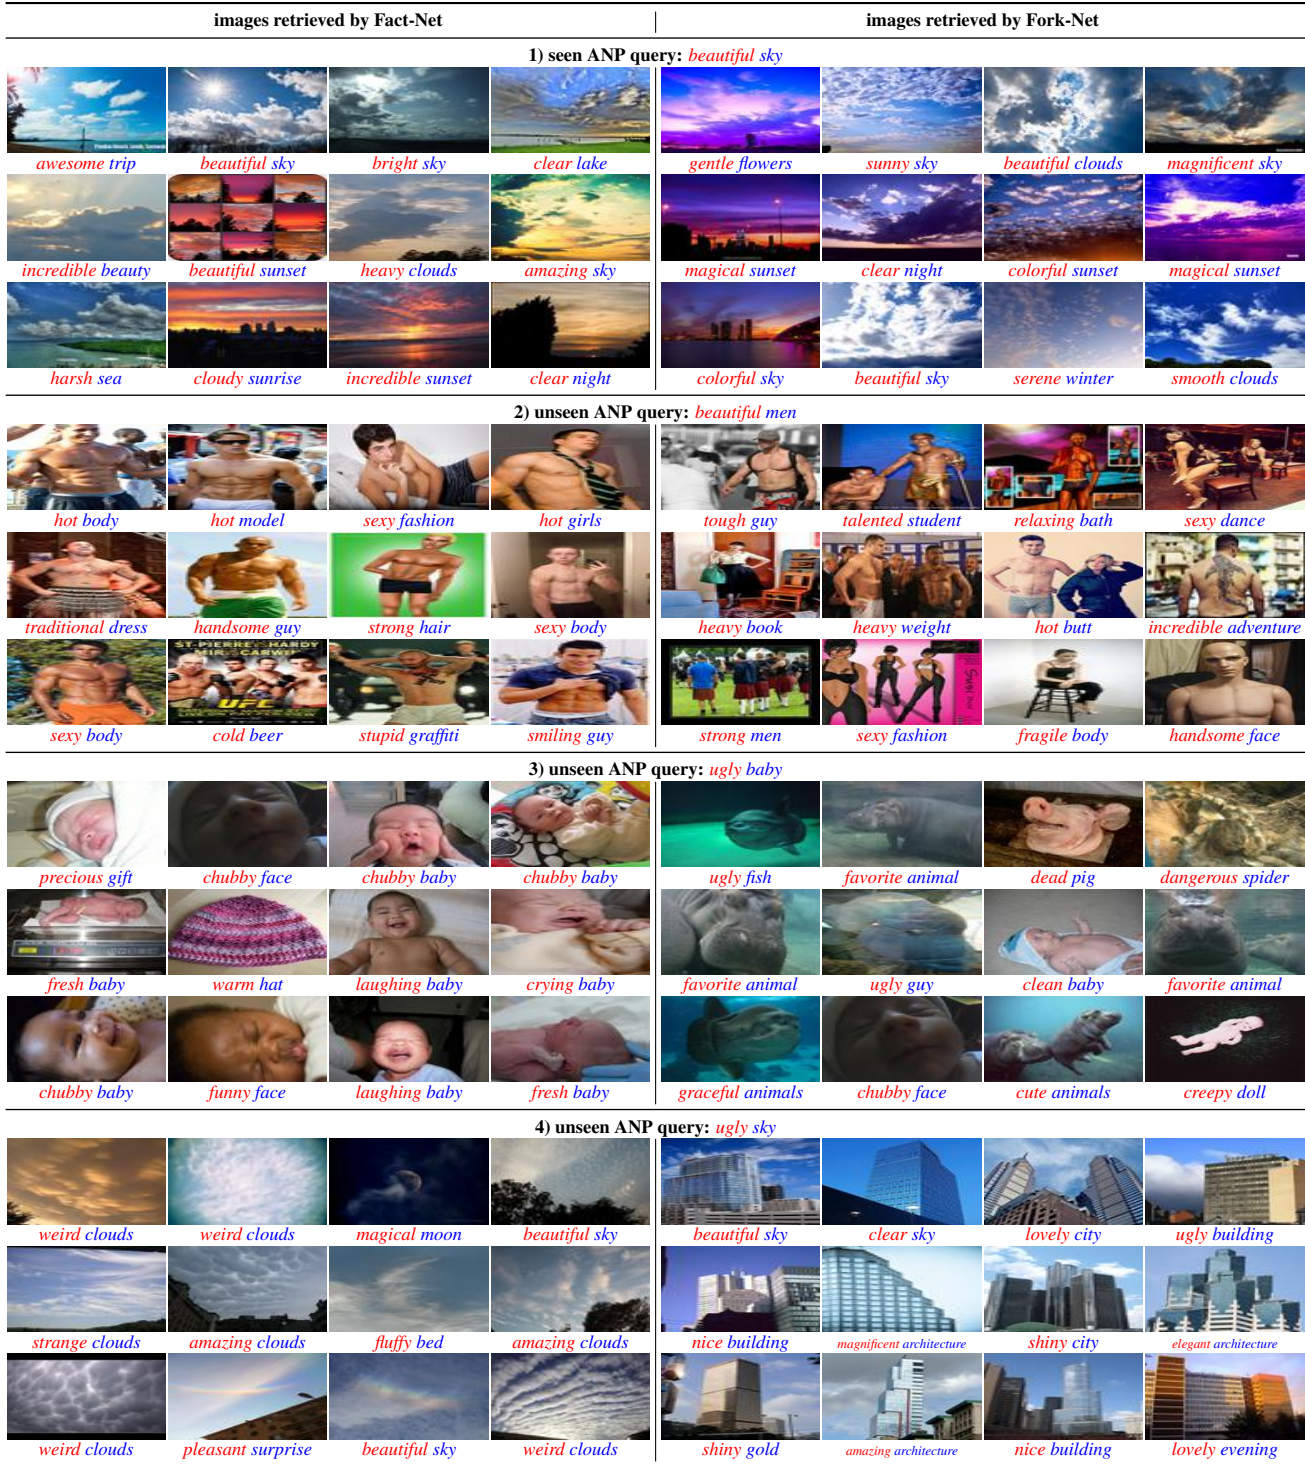 images retrieved by Fact-Net images retrieved by Fork-Net
1) seen ANP query: beautiful sky
awesome trip beautiful sky bright sky clear lake gentle flowers sunny sky beautiful clouds magnificent sky
incredible beauty beautiful sunset heavy clouds amazing sky magical sunset clear night colorful sunset magical sunset
harsh sea cloudy sunrise incredible sunset clear night colorful sky beautiful sky serene winter smooth clouds
2) unseen ANP query: beautiful men
hot body hot model sexy fashion hot girls tough guy talented student relaxing bath sexy dance
traditional dress handsome guy strong hair sexy body heavy book heavy weight hot butt incredible adventure
ST-PIERRE HARDY
MIR CARWIN
UFC
sexy body cold beer stupid graffiti smiling guy strong men sexy fashion fragile body handsome face
3) unseen ANP query: ugly baby
precious gift chubby face chubby baby chubby baby ugly fish favorite animal dead pig dangerous spider
fresh baby warm hat laughing baby crying baby favorite animal ugly guy clean baby favorite animal
chubby baby funny face laughing baby fresh baby graceful animals chubby face cute animals creepy doll
4) unseen ANP query: ugly sky
weird clouds weird clouds magical moon beautiful sky beautiful sky clear sky lovely city ugly building
strange clouds amazing clouds fluffy bed amazing clouds nice building magnificent architecture shiny city elegant architecture
weird clouds pleasant surprise beautiful sky weird clouds shiny gold amazing architecture nice building lovely evening